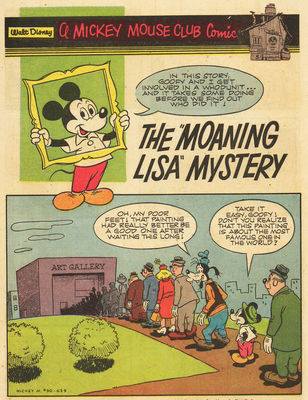 Walt Disney
A MICKEY MOUSE CLUB Comic
IN THIS STORY,
GOOFY AND I GET
INVOLVED IN A WHODUNIT...
AND IT TAKES SOME DOING
BEFORE WE FIND OUT
WHO DID IT!
THE "MOANING
LISA" MYSTERY
OH, MY POOR
FEET! THAT PAINTING
HAD REALLY BETTER BE
A GOOD ONE AFTER
WAITING THIS LONG!
TAKE IT
EASY, GOOFY!
DON'T YOU REALIZE
THAT THIS PAINTING
IS ABOUT THE MOST
FAMOUS ONE IN
THE WORLD?
ART GALLERY
MICKEY M. #90-659